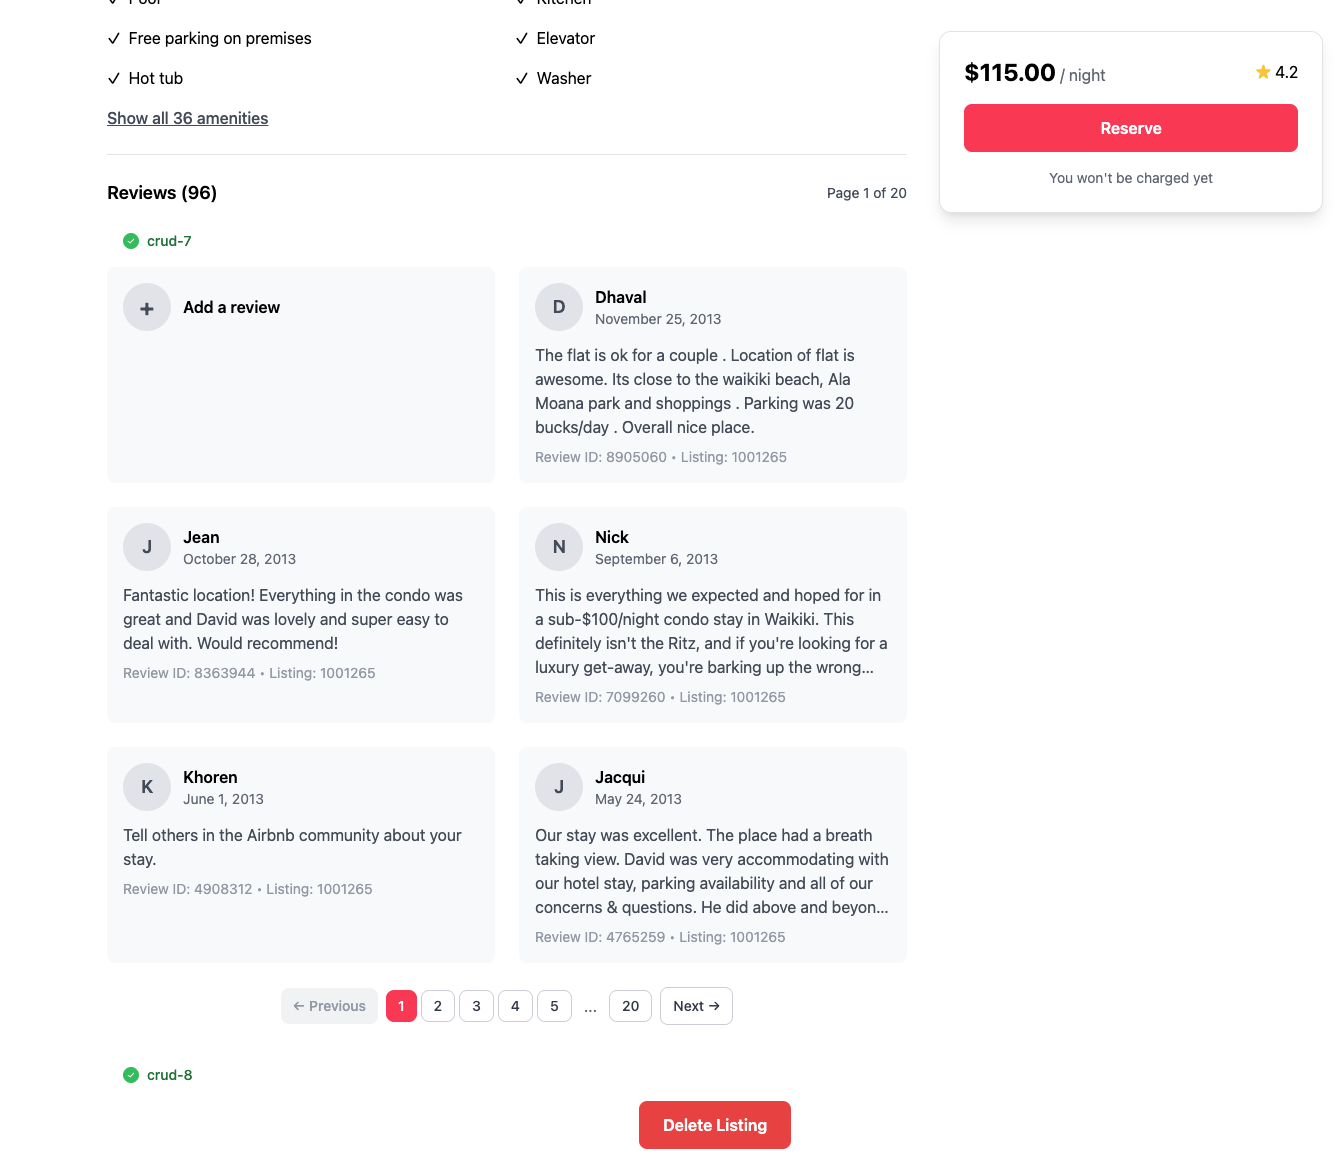 Pool
Kitchen
Free parking on premises
Elevator
Hot tub
Washer
Show all 36 amenities
$115.00 / night
4.2
Reserve
You won't be charged yet
Reviews (96)
Page 1 of 20
crud-7
+
Add a review
D
Dhaval
November 25, 2013
The flat is ok for a couple . Location of flat is
awesome. Its close to the waikiki beach, Ala
Moana park and shoppings . Parking was 20
bucks/day . Overall nice place.
Review ID: 8905060 • Listing: 1001265
J
Jean
October 28, 2013
Fantastic location! Everything in the condo was
great and David was lovely and super easy to
deal with. Would recommend!
Review ID: 8363944 • Listing: 1001265
N
Nick
September 6, 2013
This is everything we expected and hoped for in
a sub-$100/night condo stay in Waikiki. This
definitely isn't the Ritz, and if you're looking for a
luxury get-away, you're barking up the wrong...
Review ID: 7099260 • Listing: 1001265
K
Khoren
June 1, 2013
Tell others in the Airbnb community about your
stay.
Review ID: 4908312 • Listing: 1001265
J
Jacqui
May 24, 2013
Our stay was excellent. The place had a breath
taking view. David was very accommodating with
our hotel stay, parking availability and all of our
concerns & questions. He did above and beyon...
Review ID: 4765259 • Listing: 1001265
← Previous 1 2 3 4 5 ... 20 Next →
crud-8
Delete Listing